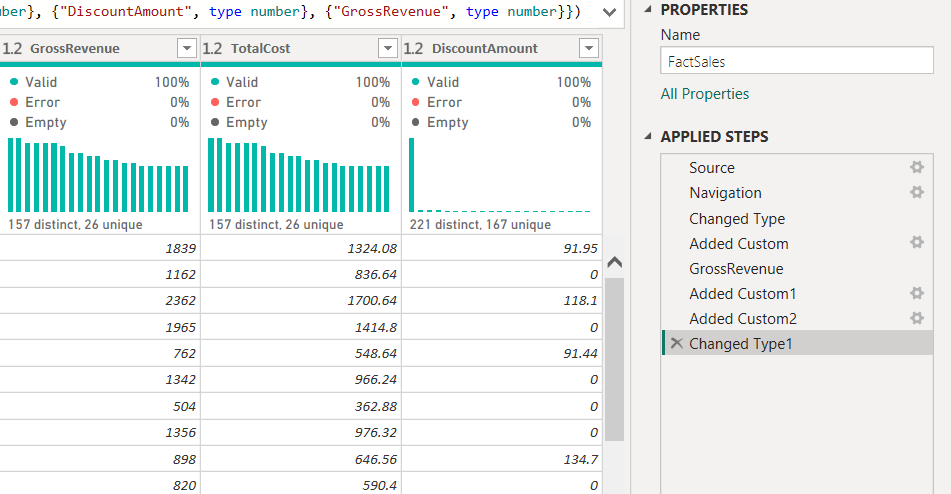 nber}, {"DiscountAmount", type number}, {"GrossRevenue", type number}})
1.2 GrossRevenue 1.2 TotalCost 1.2 DiscountAmount
Valid 100% Valid 100% Valid 100%
Error 0% Error 0% Error 0%
Empty 0% Empty 0% Empty 0%
157 distinct, 26 unique 157 distinct, 26 unique 221 distinct, 167 unique
1839 1324.08 91.95
1162 836.64 0
2362 1700.64 118.1
1965 1414.8 0
762 548.64 91.44
1342 966.24 0
504 362.88 0
1356 976.32 0
898 646.56 134.7
820 590.4 0
PROPERTIES
Name
FactSales
All Properties
APPLIED STEPS
Source
Navigation
Changed Type
Added Custom
GrossRevenue
Added Custom1
Added Custom2
Changed Type1